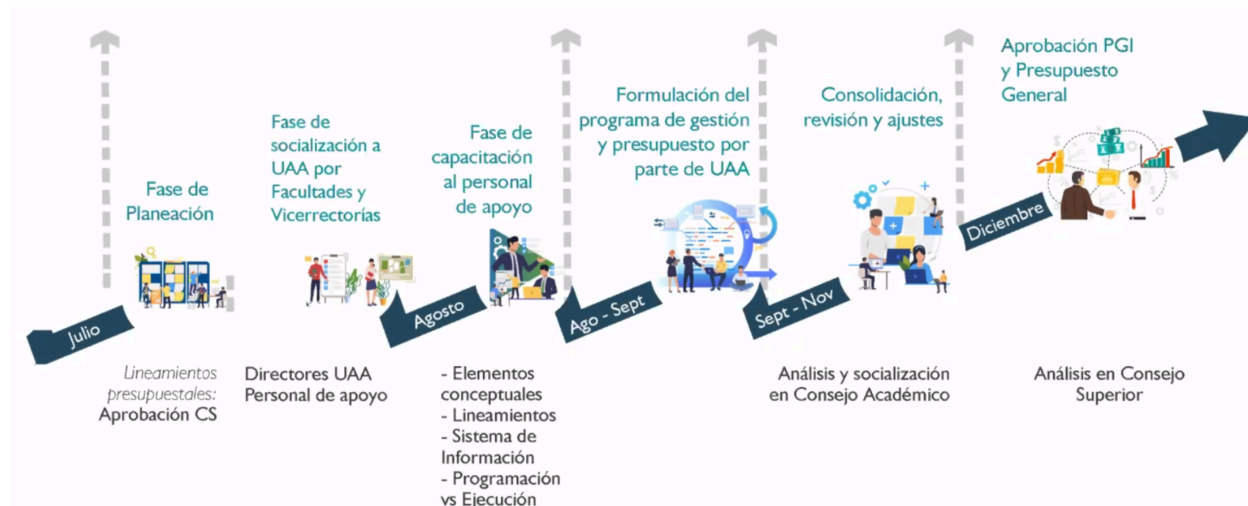 Fase de
Planeación
Julio
Lineamientos
presupuestales:
Aprobación CS
Fase de
socialización a
UAA por
Facultades y
Vicerrectorías
Directores UAA
Personal de apoyo
Agosto
Fase de
capacitación
al personal
de apoyo
- Elementos
conceptuales
- Lineamientos
- Sistema de
Información
- Programación
vs Ejecución
Ago - Sept
Formulación del
programa de gestión
y presupuesto por
parte de UAA
Sept - Nov
Consolidación,
revisión y ajustes
Análisis y socialización
en Consejo Académico
Diciembre
Aprobación PGI
y Presupuesto
General
Análisis en Consejo
Superior